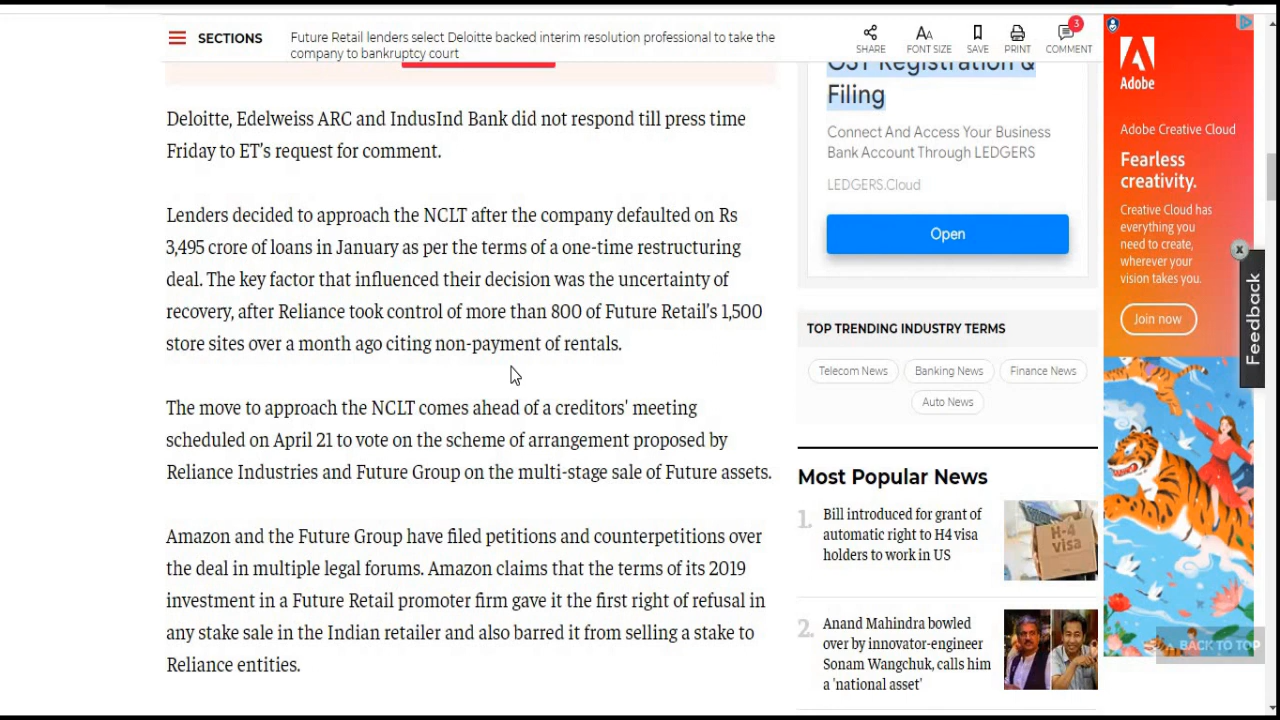 SECTIONS
Future Retail lenders select Deloitte backed interim resolution professional to take the
company to bankruptcy court
SHARE
AA
FONT SIZE
SAVE
PRINT
3
COMMENT
Deloitte, Edelweiss ARC and IndusInd Bank did not respond till press time
Friday to ET's request for comment.
Lenders decided to approach the NCLT after the company defaulted on Rs
3,495 crore of loans in January as per the terms of a one-time restructuring
deal. The key factor that influenced their decision was the uncertainty of
recovery, after Reliance took control of more than 800 of Future Retail's 1,500
store sites over a month ago citing non-payment of rentals.
The move to approach the NCLT comes ahead of a creditors' meeting
scheduled on April 21 to vote on the scheme of arrangement proposed by
Reliance Industries and Future Group on the multi-stage sale of Future assets.
Amazon and the Future Group have filed petitions and counterpetitions over
the deal in multiple legal forums. Amazon claims that the terms of its 2019
investment in a Future Retail promoter firm gave it the first right of refusal in
any stake sale in the Indian retailer and also barred it from selling a stake to
Reliance entities.
GST Registration &
Filing
Connect And Access Your Business
Bank Account Through LEDGERS
LEDGERS.Cloud
Open
TOP TRENDING INDUSTRY TERMS
Telecom News
Banking News
Finance News
Auto News
Most Popular News
1.
Bill introduced for grant of
automatic right to H4 visa
holders to work in US
H-4
visa
2.
Anand Mahindra bowled
over by innovator-engineer
Sonam Wangchuk, calls him
a 'national asset'
Adobe
Adobe Creative Cloud
Fearless
creativity.
Creative Cloud has
everything you
need to create,
wherever your
vision takes you.
Join now
x
Feedback
BACK TO TOP